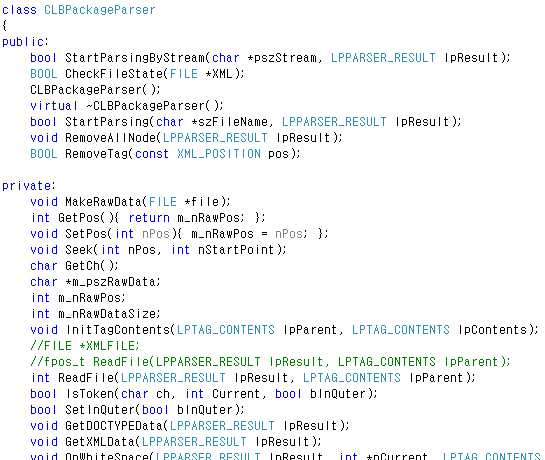 class CLBPackageParser
{
public:
bool StartParsingByStream(char *pszStream, LPPARSER_RESULT lpResult);
BOOL CheckFileState(FILE *XML);
CLBPackageParser();
virtual ~CLBPackageParser();
bool StartParsing(char *szFileName, LPPARSER_RESULT lpResult);
void RemoveAllNode(LPPARSER_RESULT lpResult);
BOOL RemoveTag(const XML_POSITION pos);
private:
void MakeRawData(FILE *file);
int GetPos(){ return m_nRawPos; };
void SetPos(int nPos){ m_nRawPos = nPos; };
void Seek(int nPos, int nStartPoint);
char GetCh();
char *m_pszRawData;
int m_nRawPos;
int m_nRawDataSize;
void InitTagContents(LPTAG_CONTENTS lpParent, LPTAG_CONTENTS lpContents);
//FILE *XMLFILE;
//fpos_t ReadFile(LPPARSER_RESULT lpResult, LPTAG_CONTENTS lpParent);
int ReadFile(LPPARSER_RESULT lpResult, LPTAG_CONTENTS lpParent);
bool IsToken(char ch, int Current, bool bInQuter);
bool SetInQuter(bool bInQuter);
void GetDOCTYPEData(LPPARSER_RESULT lpResult);
void GetXMLData(LPPARSER_RESULT lpResult);
void OnWhiteSpace(LPPARSER_RESULT lpResult, int *nCurrent, LPTAG_CONTENTS